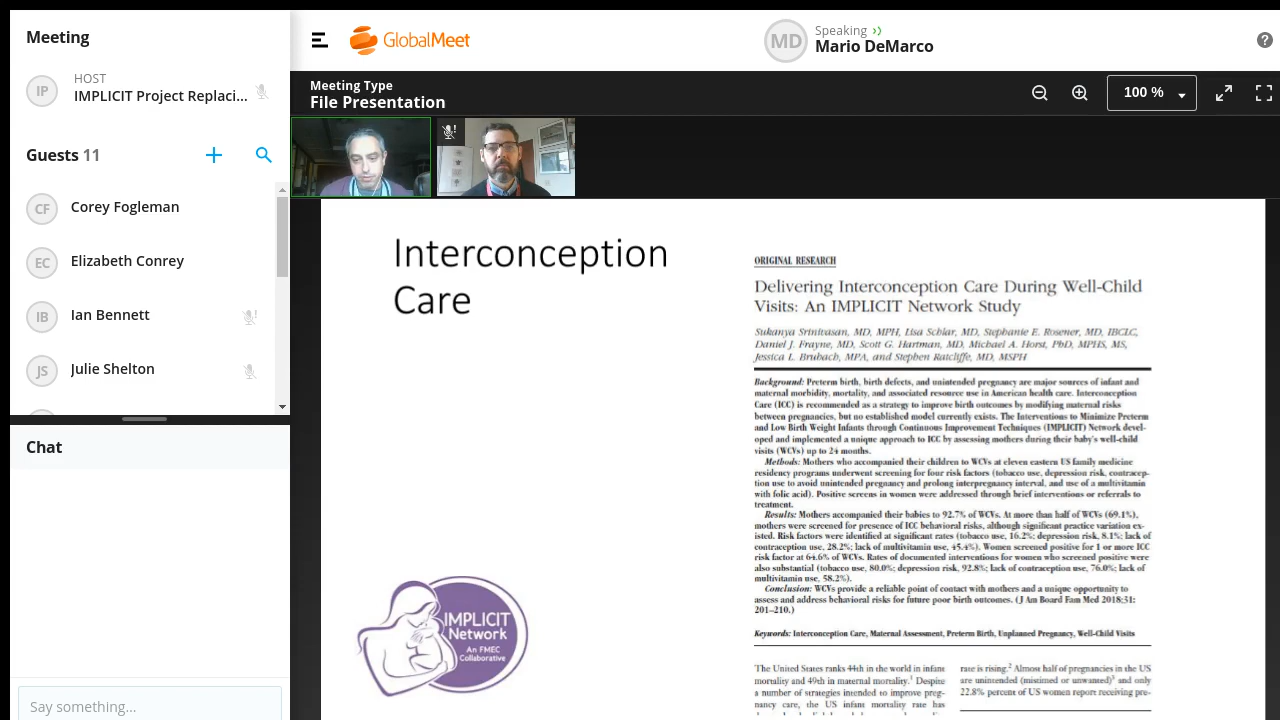 Meeting
IP
HOST
IMPLICIT Project Replaci...
Guests 11
CF
Corey Fogleman
EC
Elizabeth Conrey
IB
Ian Bennett
JS
Julie Shelton
Chat
Say something...
GlobalMeet
MD
Speaking
Mario DeMarco
Meeting Type
File Presentation
100 %
Interconception
Care
IMPLICIT
Network
An FMEC
Collaborative
ORIGINAL RESEARCH
Delivering Interconception Care During Well-Child
Visits: An IMPLICIT Network Study
Sukanya Srinivasan, MD, MPH, Lisa Schlar, MD, Stephanie E. Rosener, MD, IBCLC,
Daniel J. Frayne, MD, Scott G. Hartman, MD, Michael A. Horst, PhD, MPHS, MS,
Jessica L. Brubach, MPA, and Stephen Ratcliffe, MD, MSPH
Background: Preterm birth, birth defects, and unintended pregnancy are major sources of infant and
maternal morbidity, mortality, and associated resource use in American health care. Interconception
Care (ICC) is recommended as a strategy to improve birth outcomes by modifying maternal risks
between pregnancies, but no established model currently exists. The Interventions to Minimize Preterm
and Low Birth Weight Infants through Continuous Improvement Techniques (IMPLICIT) Network devel-
oped and implemented a unique approach to ICC by assessing mothers during their baby's well-child
visits (WCVs) up to 24 months.
Methods: Mothers who accompanied their children to WCVs at eleven eastern US family medicine
residency programs underwent screening for four risk factors (tobacco use, depression risk, contracep-
tion use to avoid unintended pregnancy and prolong interpregnancy interval, and use of a multivitamin
with folic acid). Positive screens in women were addressed through brief interventions or referrals to
treatment.
Results: Mothers accompanied their babies to 92.7% of WCVs. At more than half of WCVs (69.1%),
mothers were screened for presence of ICC behavioral risks, although significant practice variation ex-
isted. Risk factors were identified at significant rates (tobacco use, 16.2%; depression risk, 8.1%; lack of
contraception use, 28.2%; lack of multivitamin use, 45.4%). Women screened positive for 1 or more ICC
risk factor at 64.6% of WCVs. Rates of documented interventions for women who screened positive were
also substantial (tobacco use, 80.0%; depression risk, 92.8%; lack of contraception use, 76.0%; lack of
multivitamin use, 58.2%).
Conclusion: WCVs provide a reliable point of contact with mothers and a unique opportunity to
assess and address behavioral risks for future poor birth outcomes. (J Am Board Fam Med 2018;31:
201–210.)
Keywords: Interconception Care, Maternal Assessment, Preterm Birth, Unplanned Pregnancy, Well-Child Visits
The United States ranks 44th in the world in infant
mortality and 49th in maternal mortality.1 Despite
a number of strategies intended to improve preg-
nancy care, the US infant mortality rate has
rate is rising.2 Almost half of pregnancies in the US
are unintended (mistimed or unwanted)3 and only
22.8% percent of US women report receiving pre-